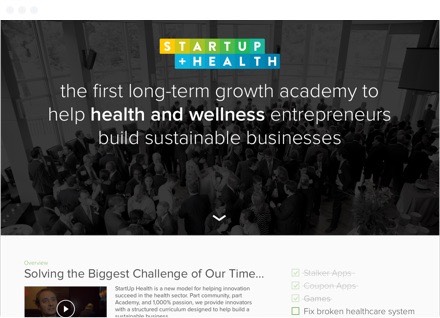 STARTUP
+HEALTH
the first long-term growth academy to
help health and wellness entrepreneurs
build sustainable businesses
Overview
Solving the Biggest Challenge of Our Time...
StartUp Health is a new model for helping innovation
succeed in the health sector. Part community, part
Academy, and 1,000% passion, we provide innovators
with a structured curriculum designed to help build a
sustainable business
Stalker Apps
Coupon Apps
Games
Fix broken healthcare system